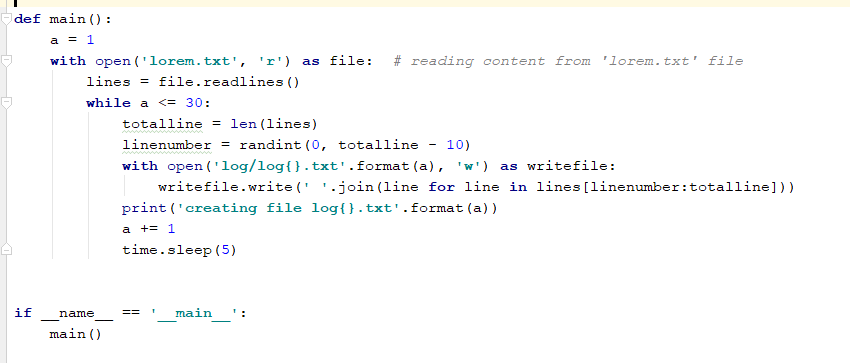 def main():
    a = 1
    with open('lorem.txt', 'r') as file:  # reading content from 'lorem.txt' file
        lines = file.readlines()
        while a <= 30:
            totalline = len(lines)
            linenumber = randint(0, totalline - 10)
            with open('log/log{}.txt'.format(a), 'w') as writefile:
                writefile.write(' '.join(line for line in lines[linenumber:totalline]))
            print('creating file log{}.txt'.format(a))
            a += 1
            time.sleep(5)
if __name__ == '__main__':
    main()